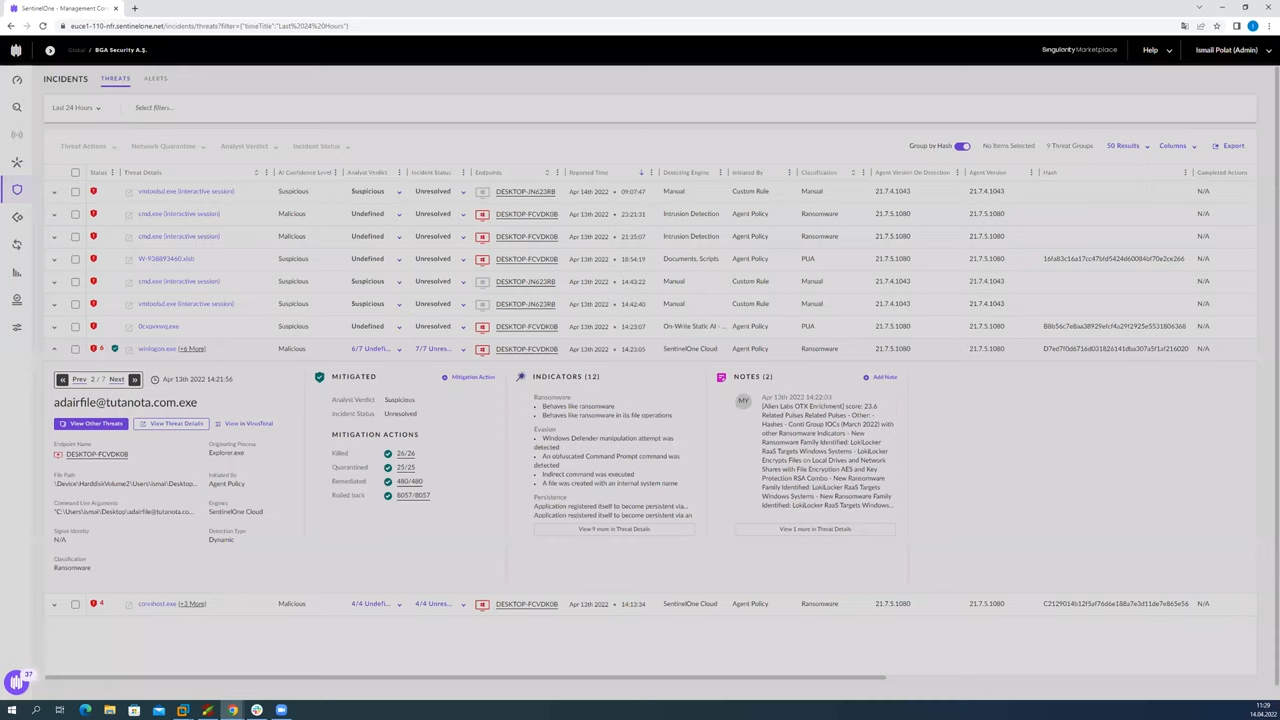 SentinelOne - Management Con
euce1-110-nfr.sentinelone.net/incidents/threats?filter={"timeTitle":"Last%2024%20Hours"}
Global / BGA Security A.Ş.
Singularity Marketplace
Help
Ismail Polat (Admin)
INCIDENTS THREATS ALERTS
Last 24 Hours
Select filters...
Threat Actions Network Quarantine Analyst Verdict Incident Status Group by Hash No Items Selected 9 Threat Groups 50 Results Columns Export
Status Threat Details AI Confidence Level Analyst Verdict Incident Status Endpoints Reported Time Detecting Engine Initiated By Classification Agent Version On Detection Agent Version Hash Completed Actions
vmtoolsd.exe (interactive session) Suspicious Suspicious Unresolved DESKTOP-JN623RB Apr 14th 2022 • 09:07:47 Manual Custom Rule Manual 21.7.4.1043 21.7.4.1043 N/A
cmd.exe (interactive session) Malicious Undefined Unresolved DESKTOP-FCVDK0B Apr 13th 2022 • 23:21:31 Intrusion Detection Agent Policy Ransomware 21.7.5.1080 21.7.5.1080 N/A
cmd.exe (interactive session) Malicious Undefined Unresolved DESKTOP-FCVDK0B Apr 13th 2022 • 21:35:07 Intrusion Detection Agent Policy Ransomware 21.7.5.1080 21.7.5.1080 N/A
W-938893460.xlsb Suspicious Undefined Unresolved DESKTOP-FCVDK0B Apr 13th 2022 • 18:54:19 Documents, Scripts Agent Policy PUA 21.7.5.1080 21.7.5.1080 N/A
cmd.exe (interactive session) Suspicious Suspicious Unresolved DESKTOP-JN623RB Apr 13th 2022 • 14:43:22 Manual Custom Rule Manual 21.7.4.1043 21.7.4.1043 N/A
vmtoolsd.exe (interactive session) Suspicious Suspicious Unresolved DESKTOP-JN623RB Apr 13th 2022 • 14:42:40 Manual Custom Rule Manual 21.7.4.1043 21.7.4.1043 N/A
Suspicious Undefined Unresolved DESKTOP-FCVDK0B Apr 13th 2022 • 14:23:07 On-Write Static AI - ... Agent Policy PUA 21.7.5.1080 21.7.5.1080 N/A
6 winlogon.exe (+6 More) Malicious 6/7 Undefi... 7/7 Unres... DESKTOP-FCVDK0B Apr 13th 2022 • 14:23:05 SentinelOne Cloud Agent Policy Ransomware 21.7.5.1080 21.7.5.1080 N/A
Prev 2 / 7 Next Apr 13th 2022 14:21:56
adairfile@tutanota.com.exe
View Other Threats View Threat Details View in VirusTotal
Endpoint Name Originating Process
DESKTOP-FCVDK0B Explorer.exe
File Path Initiated By
\Device\HarddiskVolume2\Users\ismai\Desktop... Agent Policy
Command Line Arguments Engines
"C:\Users\ismai\Desktop\adairfile@tutanota.co... SentinelOne Cloud
Signer Identity Detection Type
N/A Dynamic
Classification
Ransomware
MITIGATED Mitigation Action
Analyst Verdict Suspicious
Incident Status Unresolved
MITIGATION ACTIONS
Killed 26/26
Quarantined 25/25
Remediated 480/480
Rolled back 8057/8057
INDICATORS (12)
Ransomware
• Behaves like ransomware
• Behaves like ransomware in its file operations
Evasion
• Windows Defender manipulation attempt was
detected
• An obfuscated Command Prompt command was
detected
• Indirect command was executed
• A file was created with an internal system name
Persistence
Application registered itself to become persistent via...
Application registered itself to become persistent via an
View 9 more in Threat Details
NOTES (2) Add Note
MY
Apr 13th 2022 14:22:03
[Alien Labs OTX Enrichment] score: 23.6
Related Pulses Related Pulses - Other: -
Hashes - Conti Group IOCs (March 2022) with
other Ransomware Indicators - New
Ransomware Family Identified: LokiLocker
RaaS Targets Windows Systems - LokiLocker
Encrypts Files on Local Drives and Network
Shares with File Encryption AES and Key
Protection RSA Combo - New Ransomware
Family Identified: LokiLocker RaaS Targets
Windows Systems - New Ransomware Family
Identified: LokiLocker RaaS Targets Windows...
View 1 more in Threat Details
4 connhost.exe (+3 More) Malicious 4/4 Undefi... 4/4 Unres... DESKTOP-FCVDK0B Apr 13th 2022 • 14:13:34 SentinelOne Cloud Agent Policy Ransomware 21.7.5.1080 21.7.5.1080 N/A
37
11:29
14.04.2022